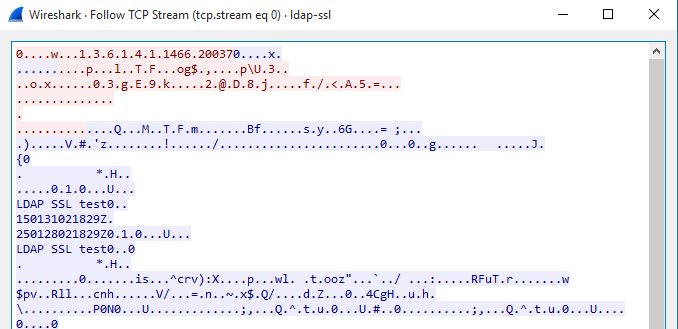 Wireshark · Follow TCP Stream (tcp.stream eq 0) · ldap-ssl
0....w...1.3.6.1.4.1.1466.200370....x.
..........p...l..T.F...og$.,....p\U.3..
..o.x......0.3.g.E.9.k.....2.@.D.8.j.....f./.<.A.5.=...
..............
.
..............Q...M..T.F.m.......Bf......s.y..6G....= ;...
.).....V.#.'z........!....../.......................0...0..g...... .....J.
{0
. *.H..
.....0.1.0...U...
LDAP SSL test0..
150131021829Z.
250128021829Z0.1.0...U...
LDAP SSL test0..0
. *.H..
.........0.......is...^crv):X....p...wl. .t.ooz"...`../ ...:.....RFuT.r.......w
$pv..Rll...cnh......V/...=.n..~.x$.Q/....d.Z...0..4CgH..u.h.
\..........P0N0...U.............;,...Q.^.t.u.0...U.#..0..........;,...Q.^.t.u.0...U....
0....0